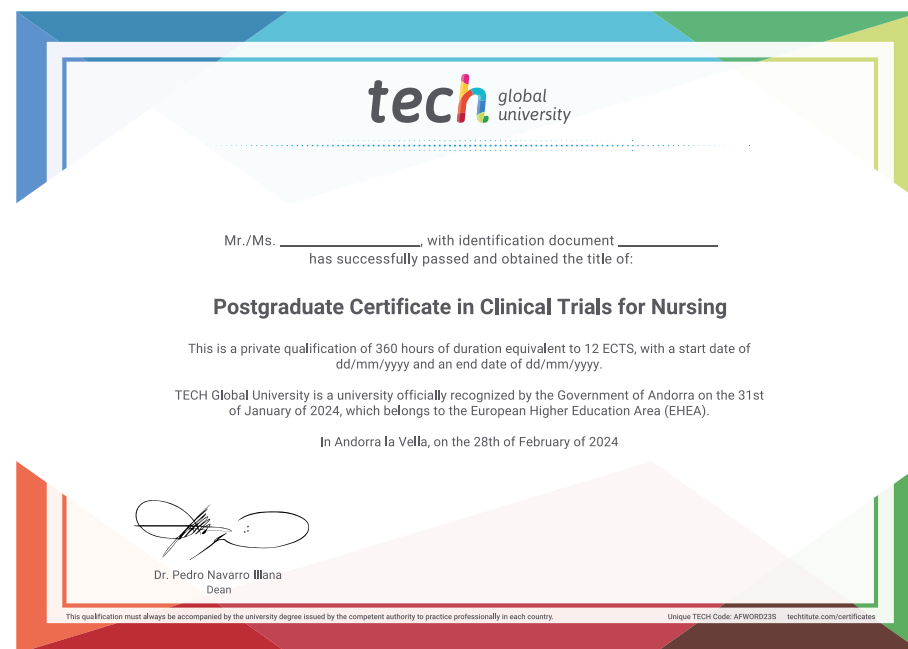 tech global university
Mr./Ms. ____________________, with identification document ______________
has successfully passed and obtained the title of:
Postgraduate Certificate in Clinical Trials for Nursing
This is a private qualification of 360 hours of duration equivalent to 12 ECTS, with a start date of
dd/mm/yyyy and an end date of dd/mm/yyyy.
TECH Global University is a university officially recognized by the Government of Andorra on the 31st
of January of 2024, which belongs to the European Higher Education Area (EHEA).
In Andorra la Vella, on the 28th of February of 2024
Dr. Pedro Navarro Illana
Dean
This qualification must always be accompanied by the university degree issued by the competent authority to practice professionally in each country.
Unique TECH Code: AFWORD23S techtitute.com/certificates